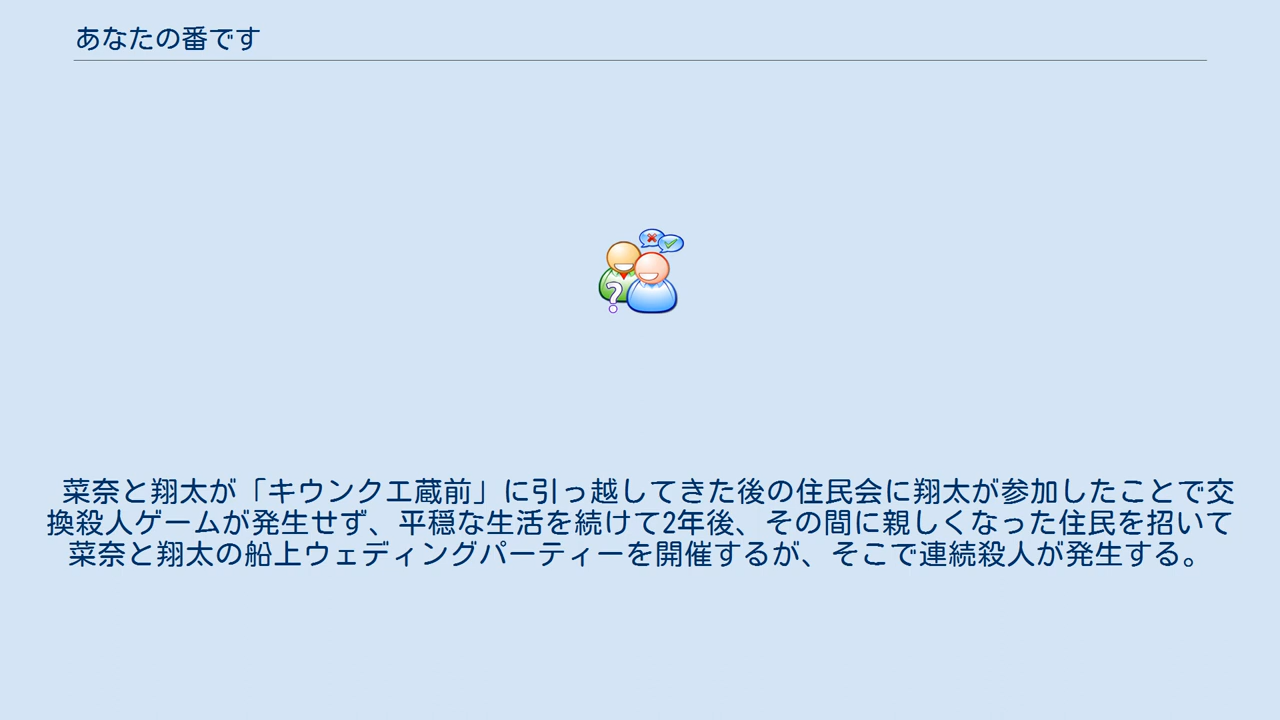 あなたの番です
菜奈と翔太が「キウンクエ蔵前」に引っ越してきた後の住民会に翔太が参加したことで交
換殺人ゲームが発生せず、平穏な生活を続けて2年後、その間に親しくなった住民を招いて
菜奈と翔太の船上ウェディングパーティーを開催するが、そこで連続殺人が発生する。